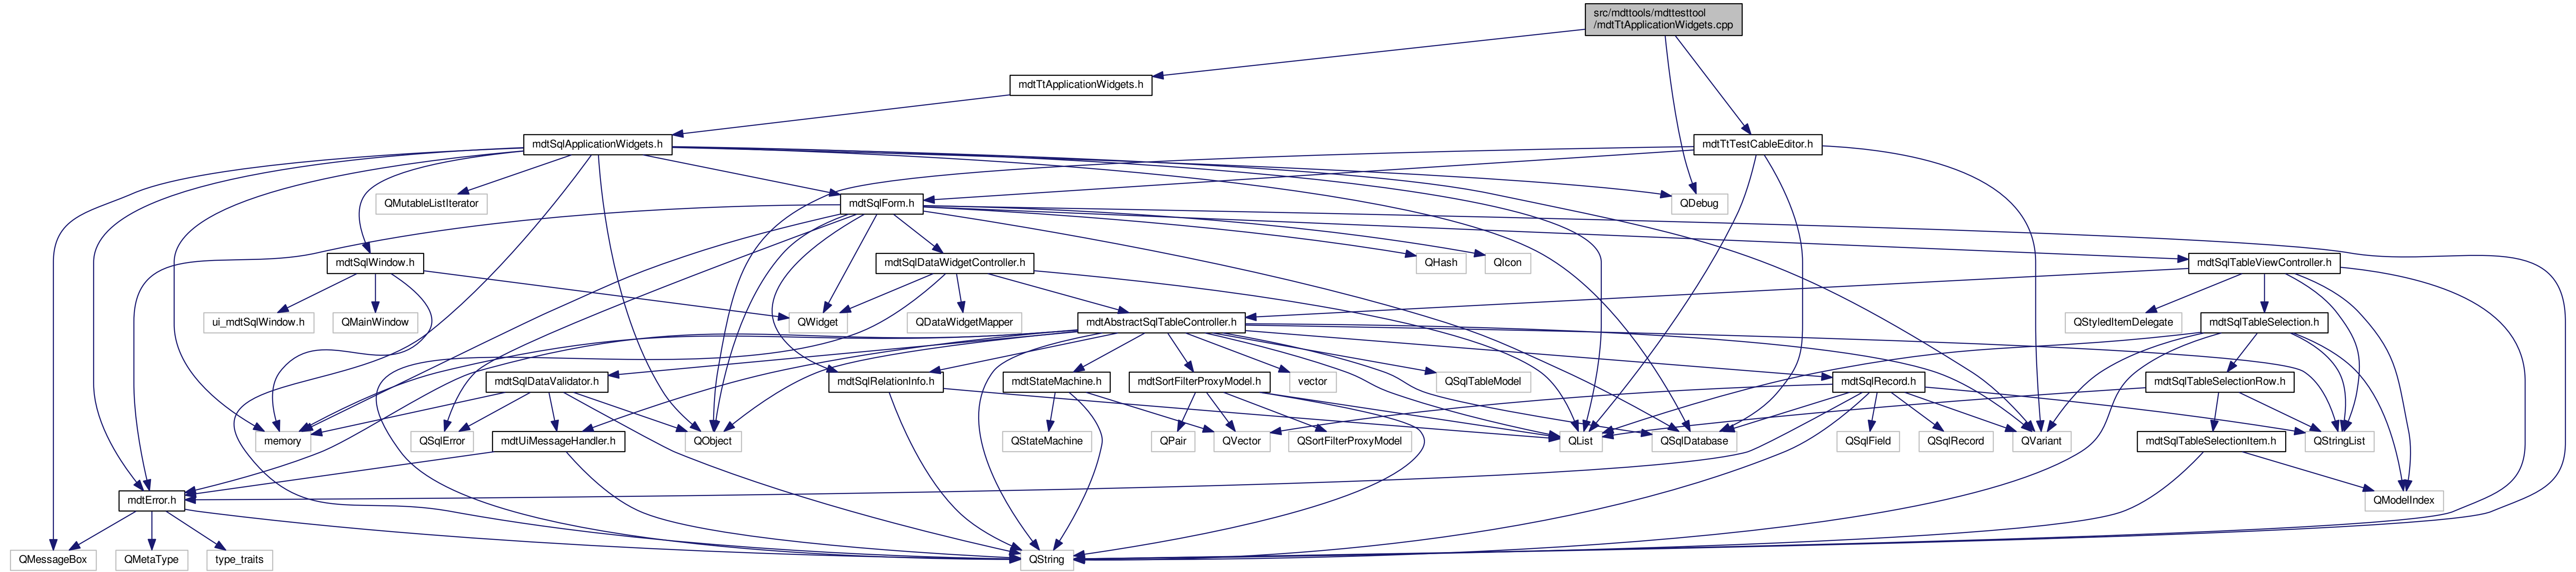 src/mdttools/mdttesttool
/mdtTtApplicationWidgets.cpp
mdtTtApplicationWidgets.h
mdtSqlApplicationWidgets.h
mdtTtTestCableEditor.h
QMutableListIterator
mdtSqlForm.h
QDebug
mdtSqlWindow.h
mdtSqlDataWidgetController.h
QHash
QIcon
mdtSqlTableViewController.h
ui_mdtSqlWindow.h
QMainWindow
QWidget
QDataWidgetMapper
mdtAbstractSqlTableController.h
QStyledItemDelegate
mdtSqlTableSelection.h
mdtSqlDataValidator.h
mdtSqlRelationInfo.h
mdtStateMachine.h
mdtSortFilterProxyModel.h
vector
QSqlTableModel
mdtSqlRecord.h
mdtSqlTableSelectionRow.h
memory
QSqlError
mdtUiMessageHandler.h
QObject
QStateMachine
QPair
QVector
QSortFilterProxyModel
QList
QSqlDatabase
QSqlField
QSqlRecord
QVariant
mdtSqlTableSelectionItem.h
QStringList
mdtError.h
QModelIndex
QMessageBox
QMetaType
type_traits
QString